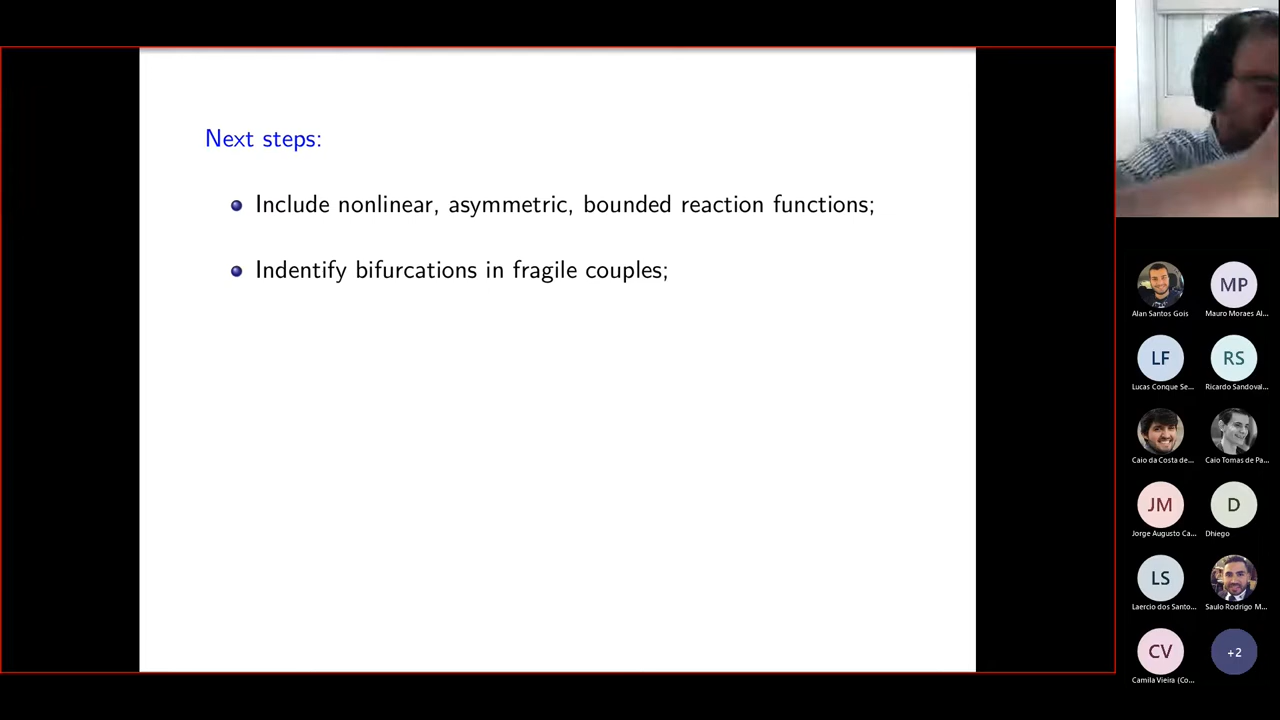 Next steps:
Include nonlinear, asymmetric, bounded reaction functions;
Indentify bifurcations in fragile couples;
MP
Alan Santos Gois
Mauro Moraes Al...
LF
RS
Lucas Conque Se...
Ricardo Sandoval...
Caio da Costa de...
Caio Tomas de Pa...
JM
D
Jorge Augusto Ca...
Dhiego
LS
Laercio dos Santo...
Saulo Rodrigo M...
CV
+2
Camila Vieira (Co...